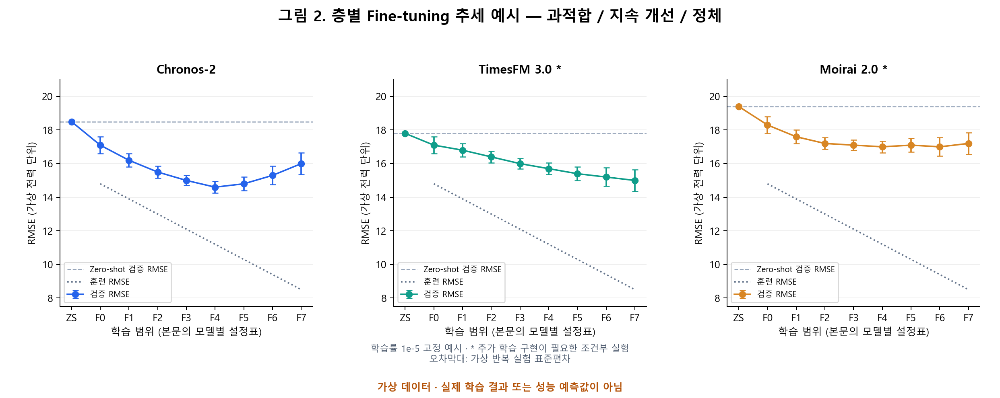 그림 2. 층별 Fine-tuning 추세 예시 — 과적합 / 지속 개선 / 정체
Chronos-2
RMSE (가상 전력 단위)
20
18
16
14
12
10
8
Zero-shot 검증 RMSE
훈련 RMSE
검증 RMSE
ZS F0 F1 F2 F3 F4 F5 F6 F7
학습 범위 (본문의 모델별 설정표)
TimesFM 3.0 *
RMSE (가상 전력 단위)
20
18
16
14
12
10
8
Zero-shot 검증 RMSE
훈련 RMSE
검증 RMSE
ZS F0 F1 F2 F3 F4 F5 F6 F7
학습 범위 (본문의 모델별 설정표)
Moirai 2.0 *
RMSE (가상 전력 단위)
20
18
16
14
12
10
8
Zero-shot 검증 RMSE
훈련 RMSE
검증 RMSE
ZS F0 F1 F2 F3 F4 F5 F6 F7
학습 범위 (본문의 모델별 설정표)
학습률 1e-5 고정 예시 · * 추가 학습 구현이 필요한 조건부 실험
오차막대: 가상 반복 실험 표준편차
가상 데이터 · 실제 학습 결과 또는 성능 예측값이 아님